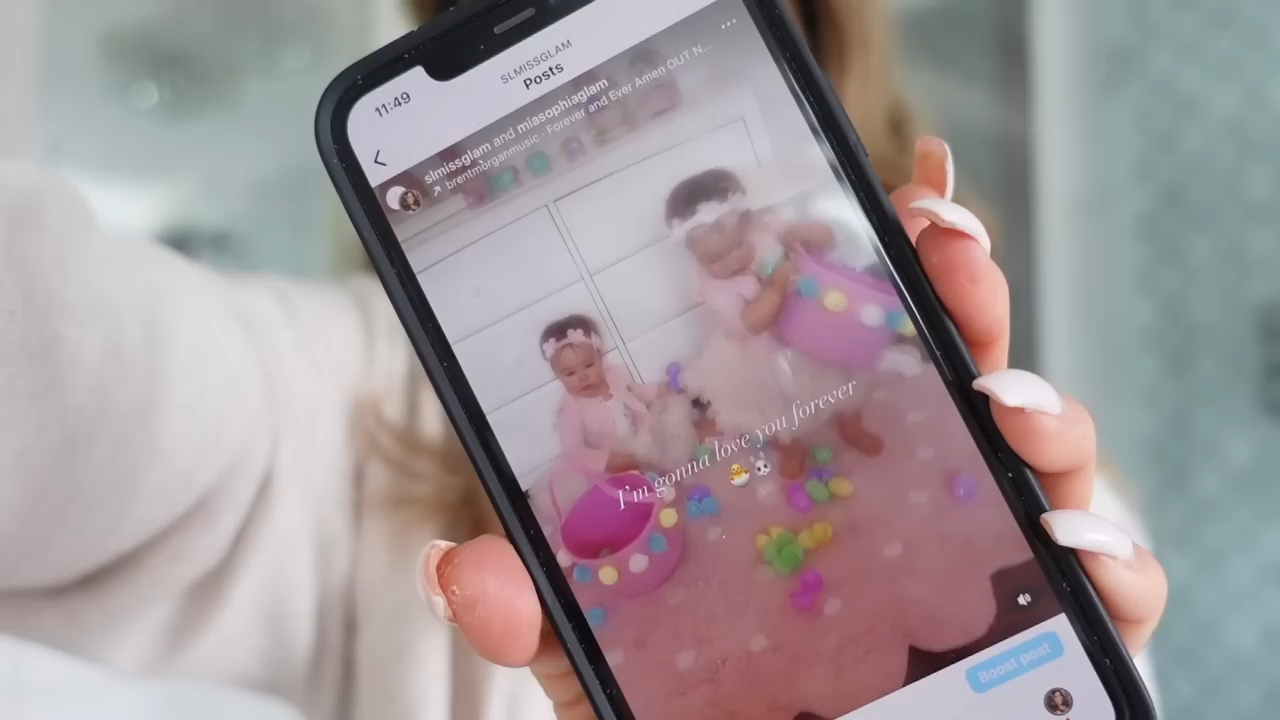 11:49
SLMISSGLAM
Posts
slmissglam and miasophiaglam
brentmorganmusic · Forever and Ever Amen OUT N...
I'm gonna love you forever
Boost post